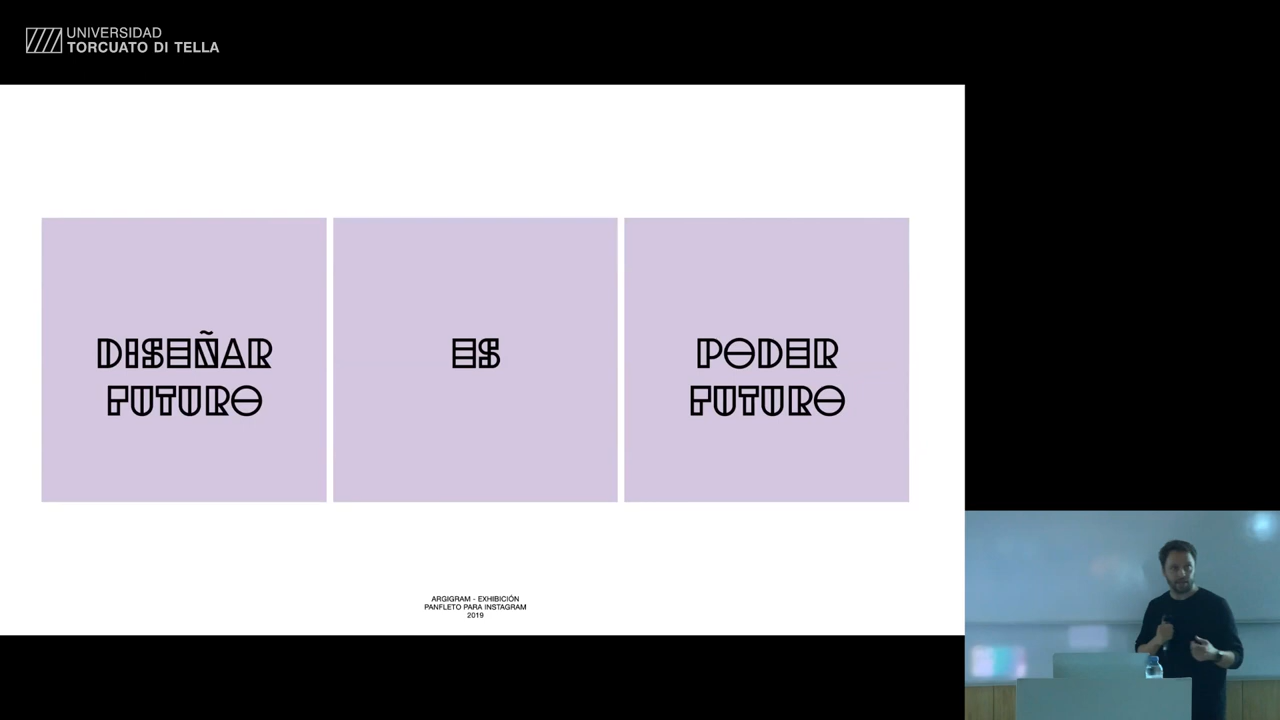 UNIVERSIDAD
TORCUATO DI TELLA
DISEÑAR
FUTURO
ES
PODER
FUTURO
ARGIGRAM - EXHIBICIÓN
PANFLETO PARA INSTAGRAM
2019